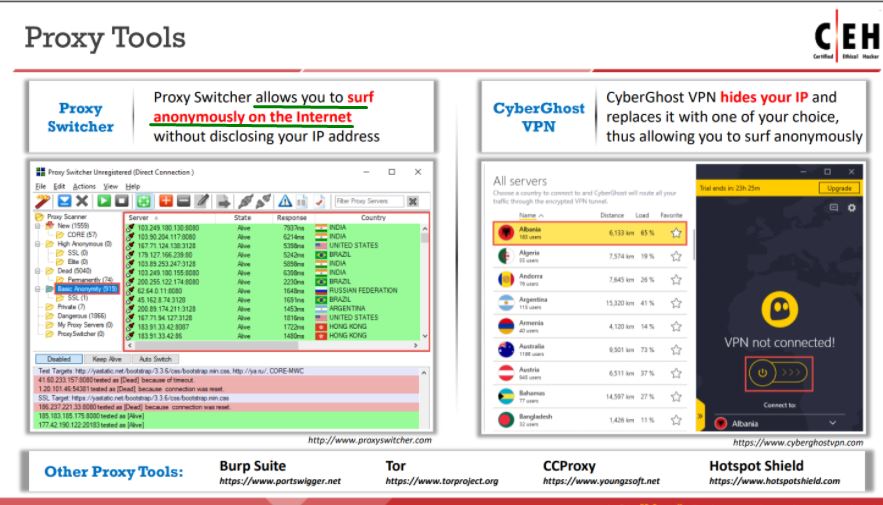 Proxy Tools
CEH
Certified Ethical Hacker
Proxy
Switcher
Proxy Switcher allows you to surf
anonymously on the Internet
without disclosing your IP address
CyberGhost
VPN
CyberGhost VPN hides your IP and
replaces it with one of your choice,
thus allowing you to surf anonymously
Proxy Switcher Unregistered (Direct Connection )
File Edit Actions View Help
Filter Proxy Servers
Proxy Scanner
New (1559)
CORE (57)
High Anonymous (0)
SSL (0)
Elite (0)
Dead (5040)
Permanently (74)
Basic Anonymity (919)
SSL (1)
Private (7)
Dangerous (1866)
My Proxy Servers (0)
ProxySwitcher (0)
Server State Response Country
103.249.180.130:8080 Alive 7937ms INDIA
103.90.204.117:8080 Alive 6214ms INDIA
167.71.124.138:3128 Alive 5398ms UNITED STATES
179.127.166.239:80 Alive 5242ms BRAZIL
103.89.253.247:3128 Alive 5898ms INDIA
103.249.180.155:8080 Alive 6398ms INDIA
200.255.122.174:8080 Alive 2230ms BRAZIL
62.64.0.11:8080 Alive 1648ms RUSSIAN FEDERATION
45.162.8.74:3128 Alive 1691ms BRAZIL
200.89.174.211:3128 Alive 1453ms ARGENTINA
167.71.94.127:3128 Alive 1816ms UNITED STATES
183.91.33.42:8087 Alive 1722ms HONG KONG
183.91.33.42:86 Alive 1480ms HONG KONG
Disabled Keep Alive Auto Switch
Test Targets: http://yastatic.net/bootstrap/3.3.6/css/bootstrap.min.css, http://ya.ru/, CORE-MWC
41.60.233.157:8080 tested as [Dead] because of timeout.
1.20.101.46:54381 tested as [Dead] because connection was reset.
SSL Target: https://yastatic.net/bootstrap/3.3.6/css/bootstrap.min.css
186.237.221.33:8080 tested as [Dead] because connection was reset.
185.183.185.175:8000 tested as [Alive]
177.42.190.122:20183 tested as [Alive]
http://www.proxyswitcher.com
All servers
Choose a country to connect to and CyberGhost will route all your
traffic through the encrypted VPN tunnel.
Name Distance Load Favorite
Albania 6,133 km 65 %
183 users
Algeria 7,574 km 19 %
55 users
Andorra 7,645 km 26 %
79 users
Argentina 15,320 km 41 %
115 users
Armenia 4,120 km 14 %
40 users
Australia 9,501 km 73 %
1188 users
Austria 6,511 km 37 %
945 users
Bahamas 14,597 km 27 %
77 users
Bangladesh 1,426 km 11 %
32 users
Trial ends in: 23h 25m
Upgrade
VPN not connected!
Connect to:
Albania
https://www.cyberghostvpn.com
Other Proxy Tools:
Burp Suite
https://www.portswigger.net
Tor
https://www.torproject.org
CCProxy
https://www.youngzsoft.net
Hotspot Shield
https://www.hotspotshield.com